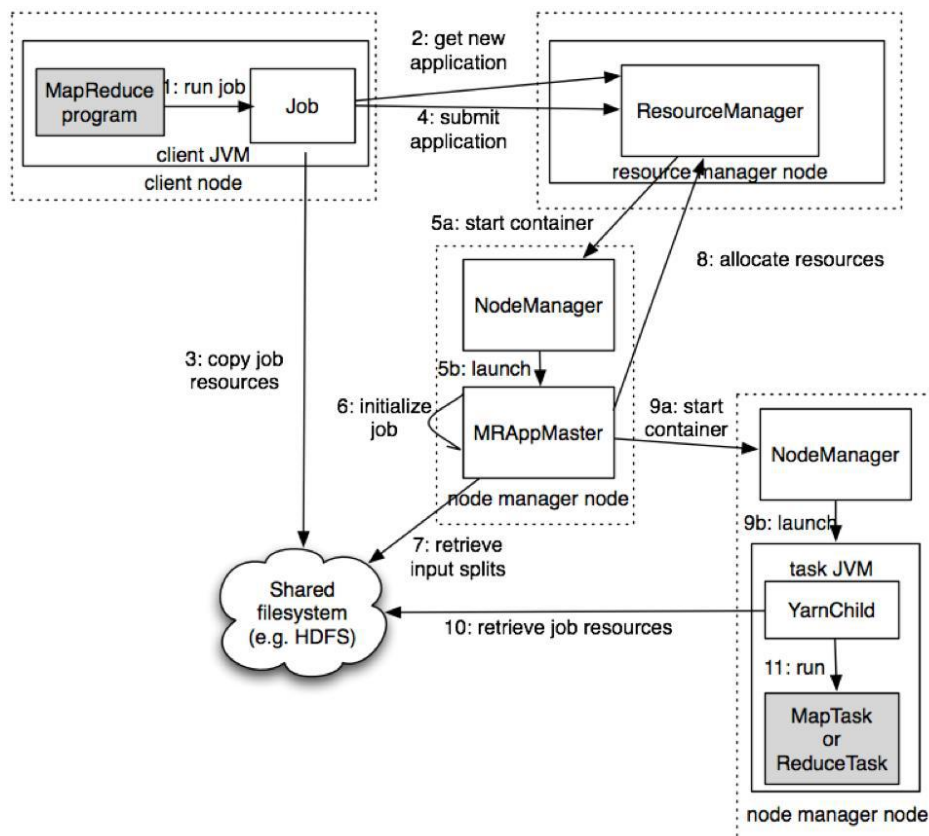 MapReduce
program
1: run job
Job
client JVM
client node
2: get new
application
4: submit
application
ResourceManager
resource manager node
5a: start container
8: allocate resources
NodeManager
5b: launch
3: copy job
resources
6: initialize
job
MRAppMaster
node manager node
9a: start
container
NodeManager
9b: launch
7: retrieve
input splits
Shared
filesystem
(e.g. HDFS)
task JVM
YarnChild
10: retrieve job resources
11: run
MapTask
or
ReduceTask
node manager node